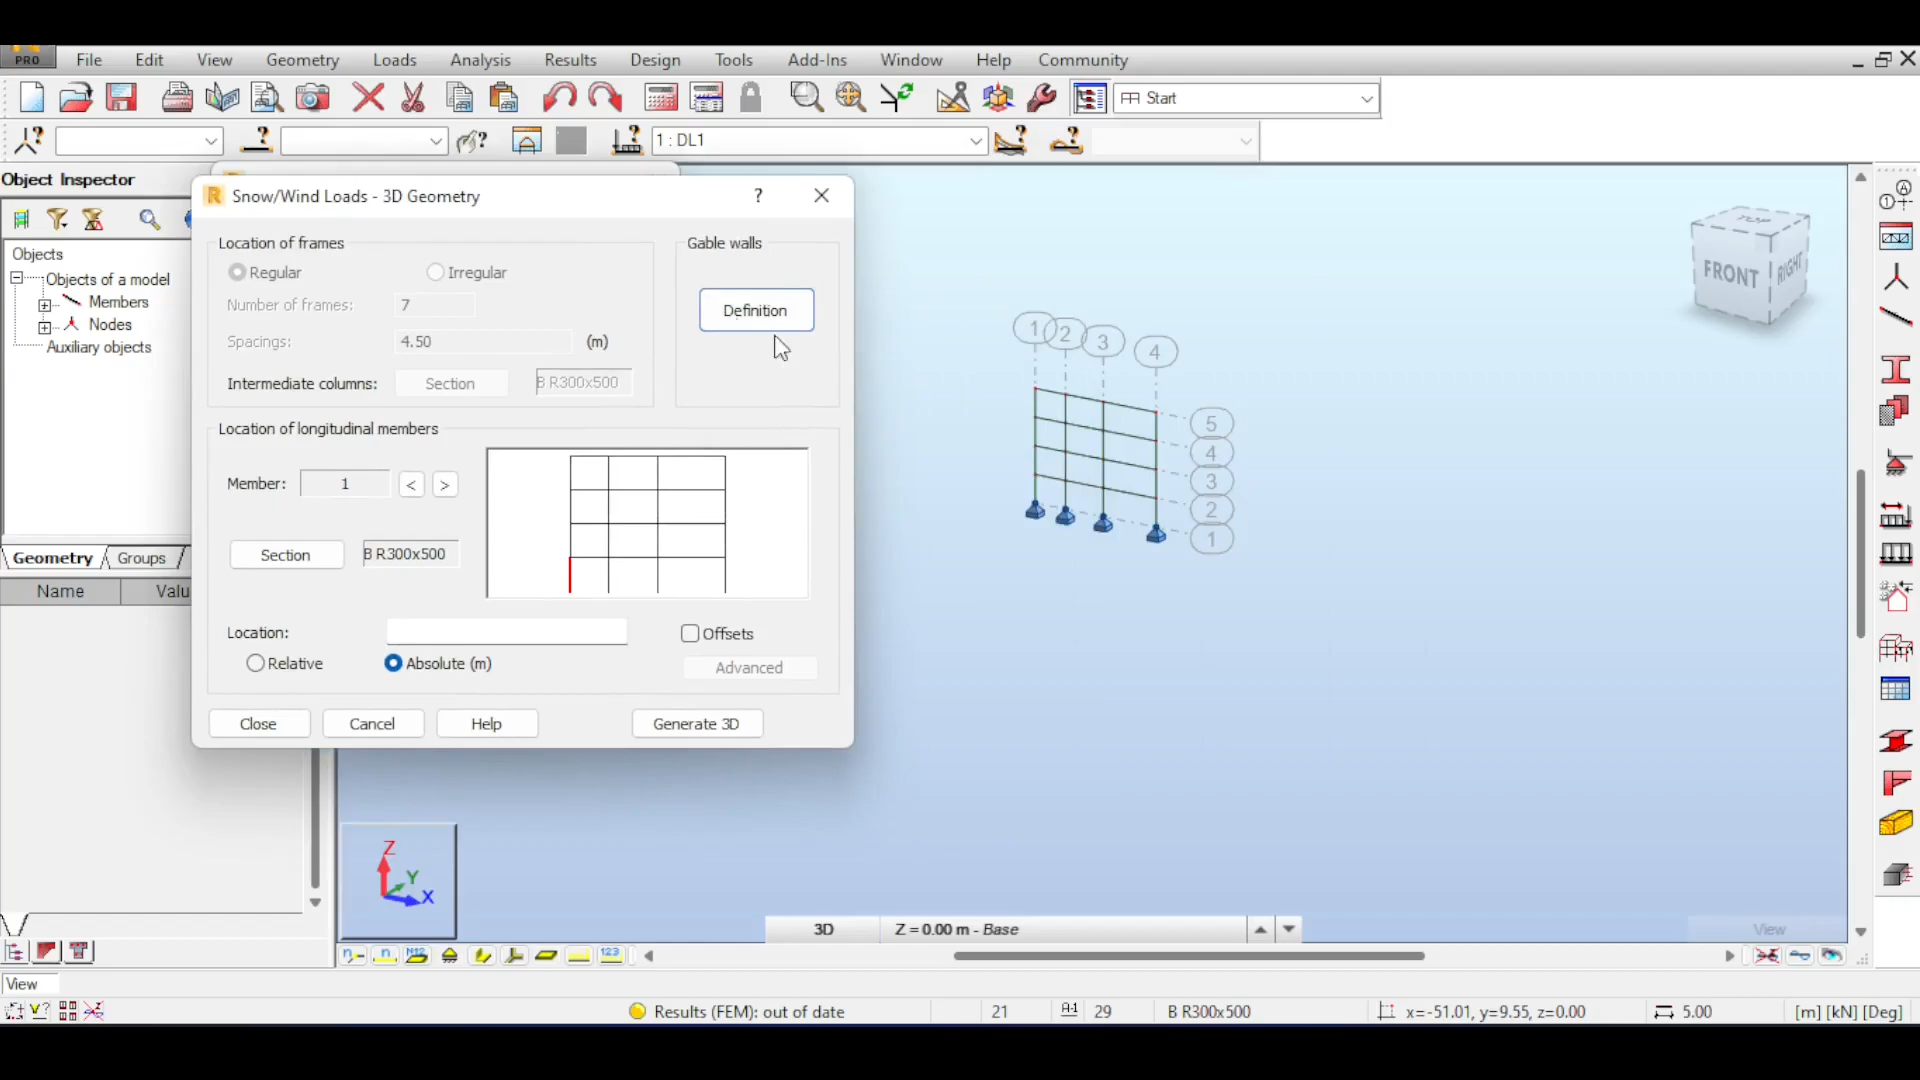 PRO File Edit View Geometry Loads Analysis Results Design Tools Add-Ins Window Help Community
Start
1 : DL1
Object Inspector
Snow/Wind Loads - 3D Geometry
?
Objects
Objects of a model
Members
Nodes
Auxiliary objects
Geometry Groups
Name Valu
Location of frames
Regular Irregular
Number of frames: 7
Spacings: 4.50 (m)
Intermediate columns: Section B R300x500
Gable walls
Definition
Location of longitudinal members
Member: 1 < >
Section B R300x500
Location: Offsets
Relative Absolute (m) Advanced
Close Cancel Help Generate 3D
1 2 3 4
5
4
3
2
1
TOP
FRONT RIGHT
Z
Y
X
3D Z = 0.00 m - Base View
View
Results (FEM): out of date 21 29 B R300x500 x=-51.01, y=9.55, z=0.00 5.00 [m] [kN] [Deg]